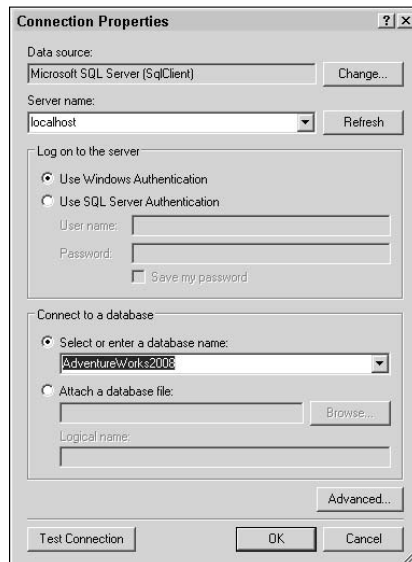 Connection Properties
Data source:
Microsoft SQL Server (SqlClient)
Change...
Server name:
localhost
Refresh
Log on to the server
Use Windows Authentication
Use SQL Server Authentication
User name:
Password:
Save my password
Connect to a database
Select or enter a database name:
AdventureWorks2008
Attach a database file:
Browse...
Logical name:
Advanced...
Test Connection
OK
Cancel